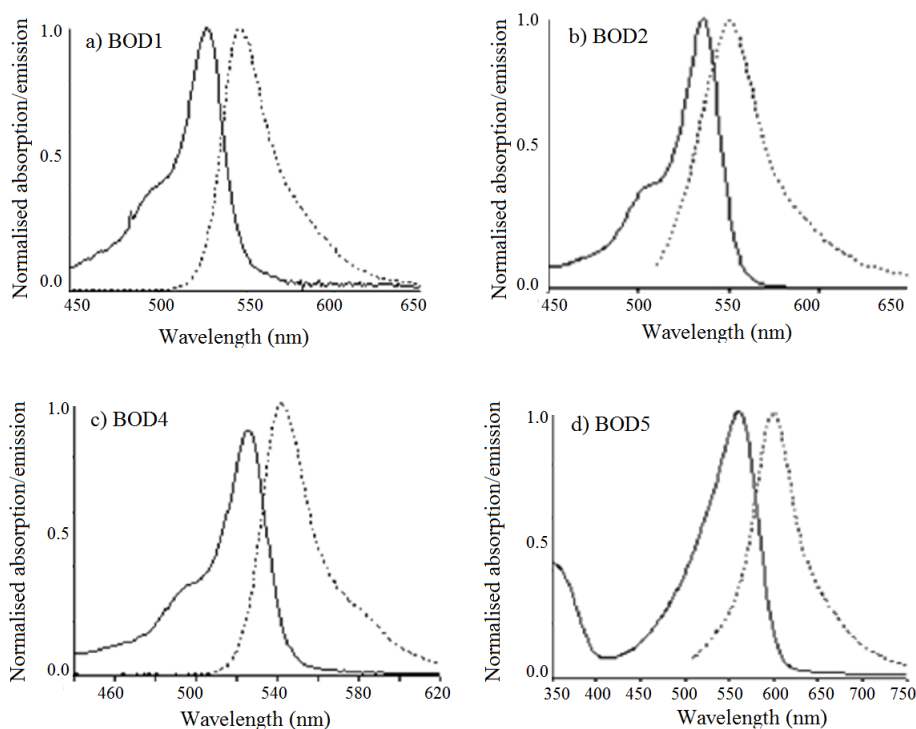 a) BOD1
Normalised absorption/emission
1.0
0.5
0.0
450 500 550 600 650
Wavelength (nm)
b) BOD2
Normalised absorption/emission
1.0
0.5
0.0
450 500 550 600 650
Wavelength (nm)
c) BOD4
Normalised absorption/emission
1.0
0.5
0.0
460 500 540 580 620
Wavelength (nm)
d) BOD5
Normalised absorption/emission
1.0
0.5
0.0
350 400 450 500 550 600 650 700 750
Wavelength (nm)